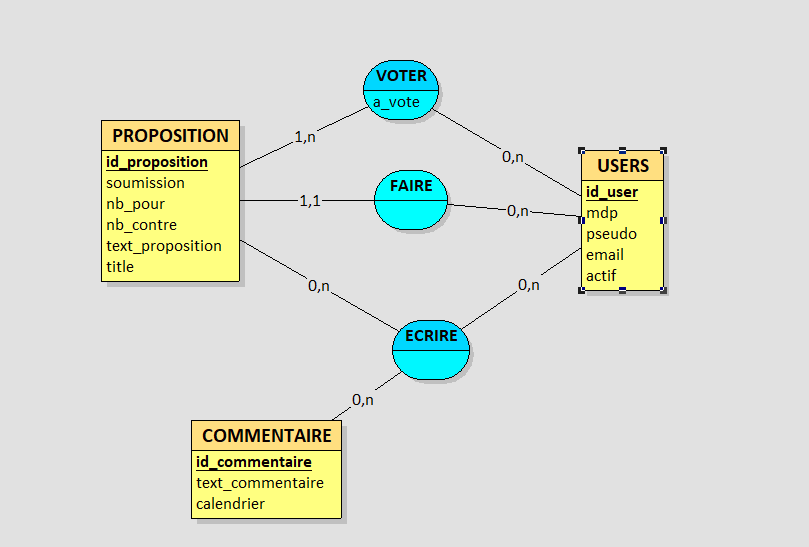 VOTER
a_vote
1,n
0,n
PROPOSITION
id_proposition
soumission
nb_pour
nb_contre
text_proposition
title
FAIRE
1,1
0,n
USERS
id_user
mdp
pseudo
email
actif
0,n
0,n
ECRIRE
0,n
COMMENTAIRE
id_commentaire
text_commentaire
calendrier